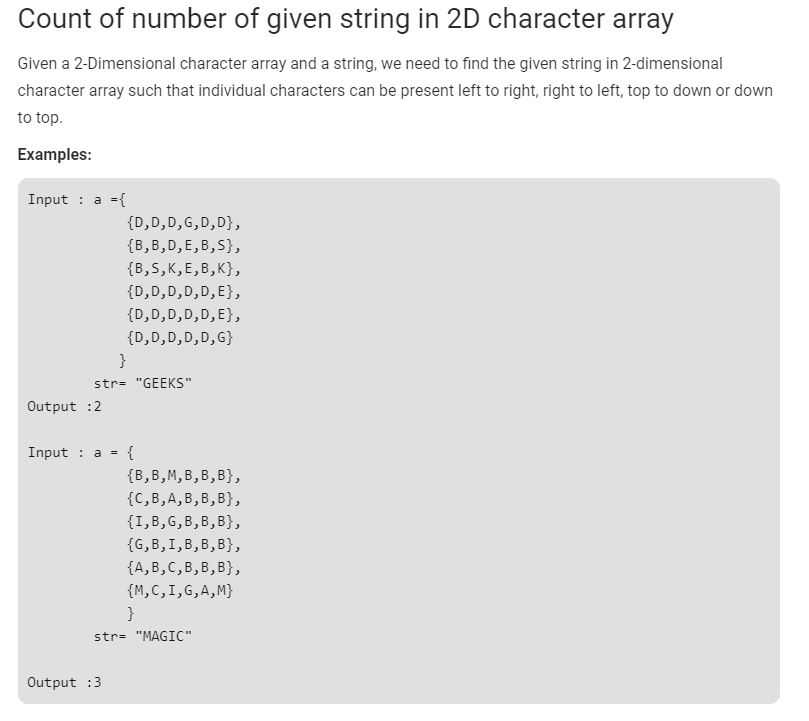 Count of number of given string in 2D character array
Given a 2-Dimensional character array and a string, we need to find the given string in 2-dimensional
character array such that individual characters can be present left to right, right to left, top to down or down
to top.
Examples:
Input : a ={
{D,D,D,G,D,D},
{B,B,D,E,B,S},
{B,S,K,E,B,K},
{D,D,D,D,D,E},
{D,D,D,D,D,E},
{D,D,D,D,D,G}
}
str= "GEEKS"
Output :2
Input : a = {
{B,B,M,B,B,B},
{C,B,A,B,B,B},
{I,B,G,B,B,B},
{G,B,I,B,B,B},
{A,B,C,B,B,B},
{M,C,I,G,A,M}
}
str= "MAGIC"
Output :3